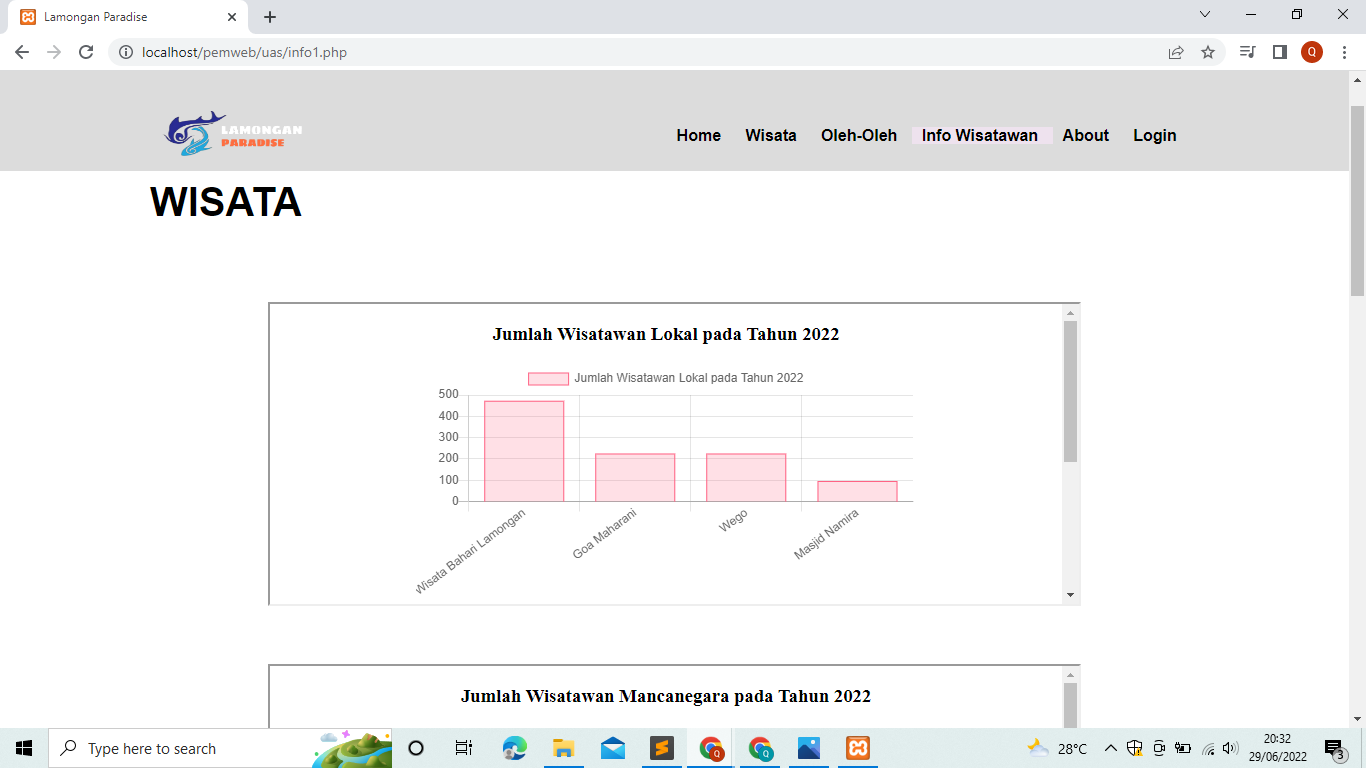 Lamongan Paradise
localhost/pemweb/uas/info1.php
Q
LAMONGAN
PARADISE
Home Wisata Oleh-Oleh Info Wisatawan About Login
WISATA
Jumlah Wisatawan Lokal pada Tahun 2022
Jumlah Wisatawan Lokal pada Tahun 2022
500
400
300
200
100
0
Wisata Bahari Lamongan
Goa Maharani
Wego
Masjid Namira
Jumlah Wisatawan Mancanegara pada Tahun 2022
Type here to search
Q
Q
28°C
20:32
29/06/2022
3